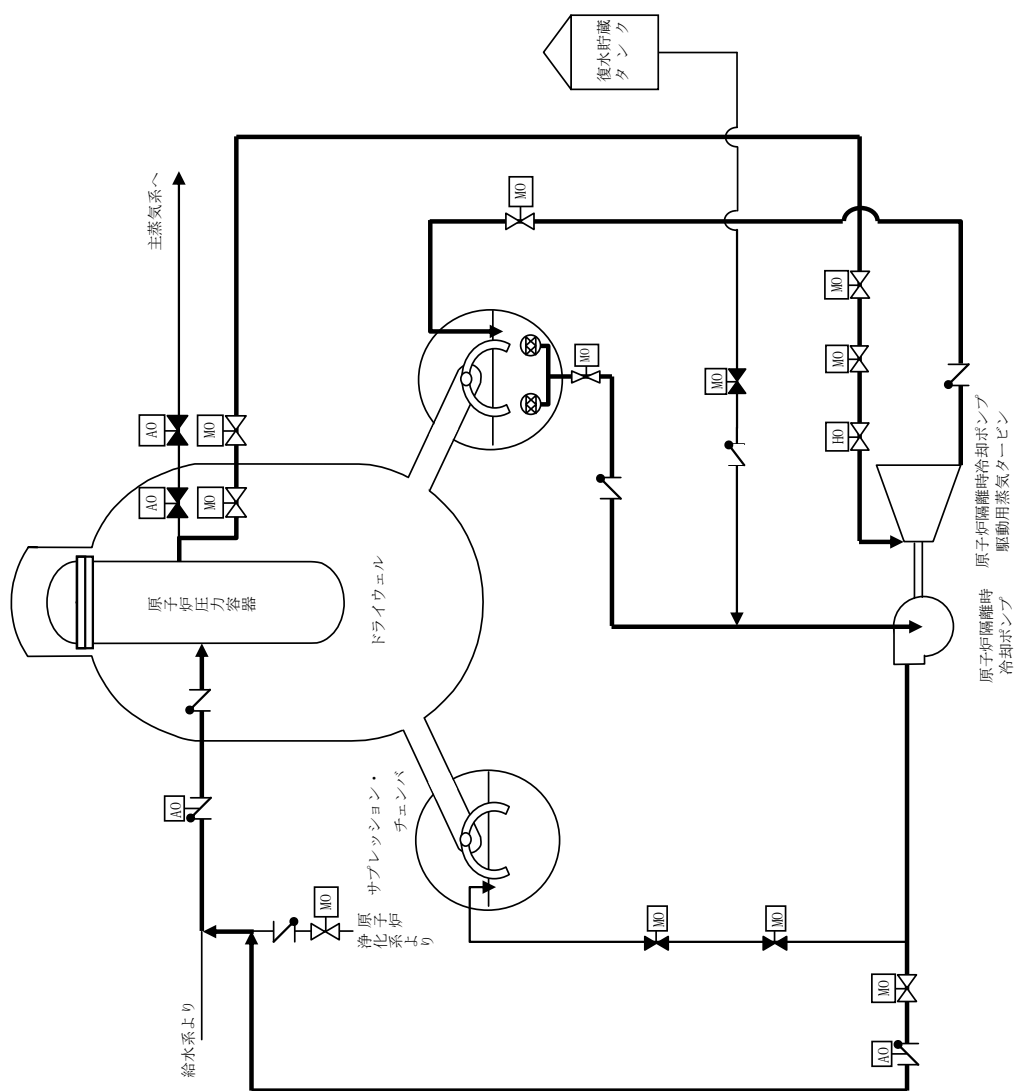 復水貯蔵
タンク
主蒸気系へ
MO
MO
MO
MO
AO
MO
MO
MO
HO
AO
MO
原子炉圧力容器
ドライウェル
原子炉隔離時冷却ポンプ
駆動用蒸気タービン
原子炉隔離時
冷却ポンプ
AO
サプレッション・
チェンバ
MO
原子炉
浄化系より
給水系より
MO
MO
MO
AO